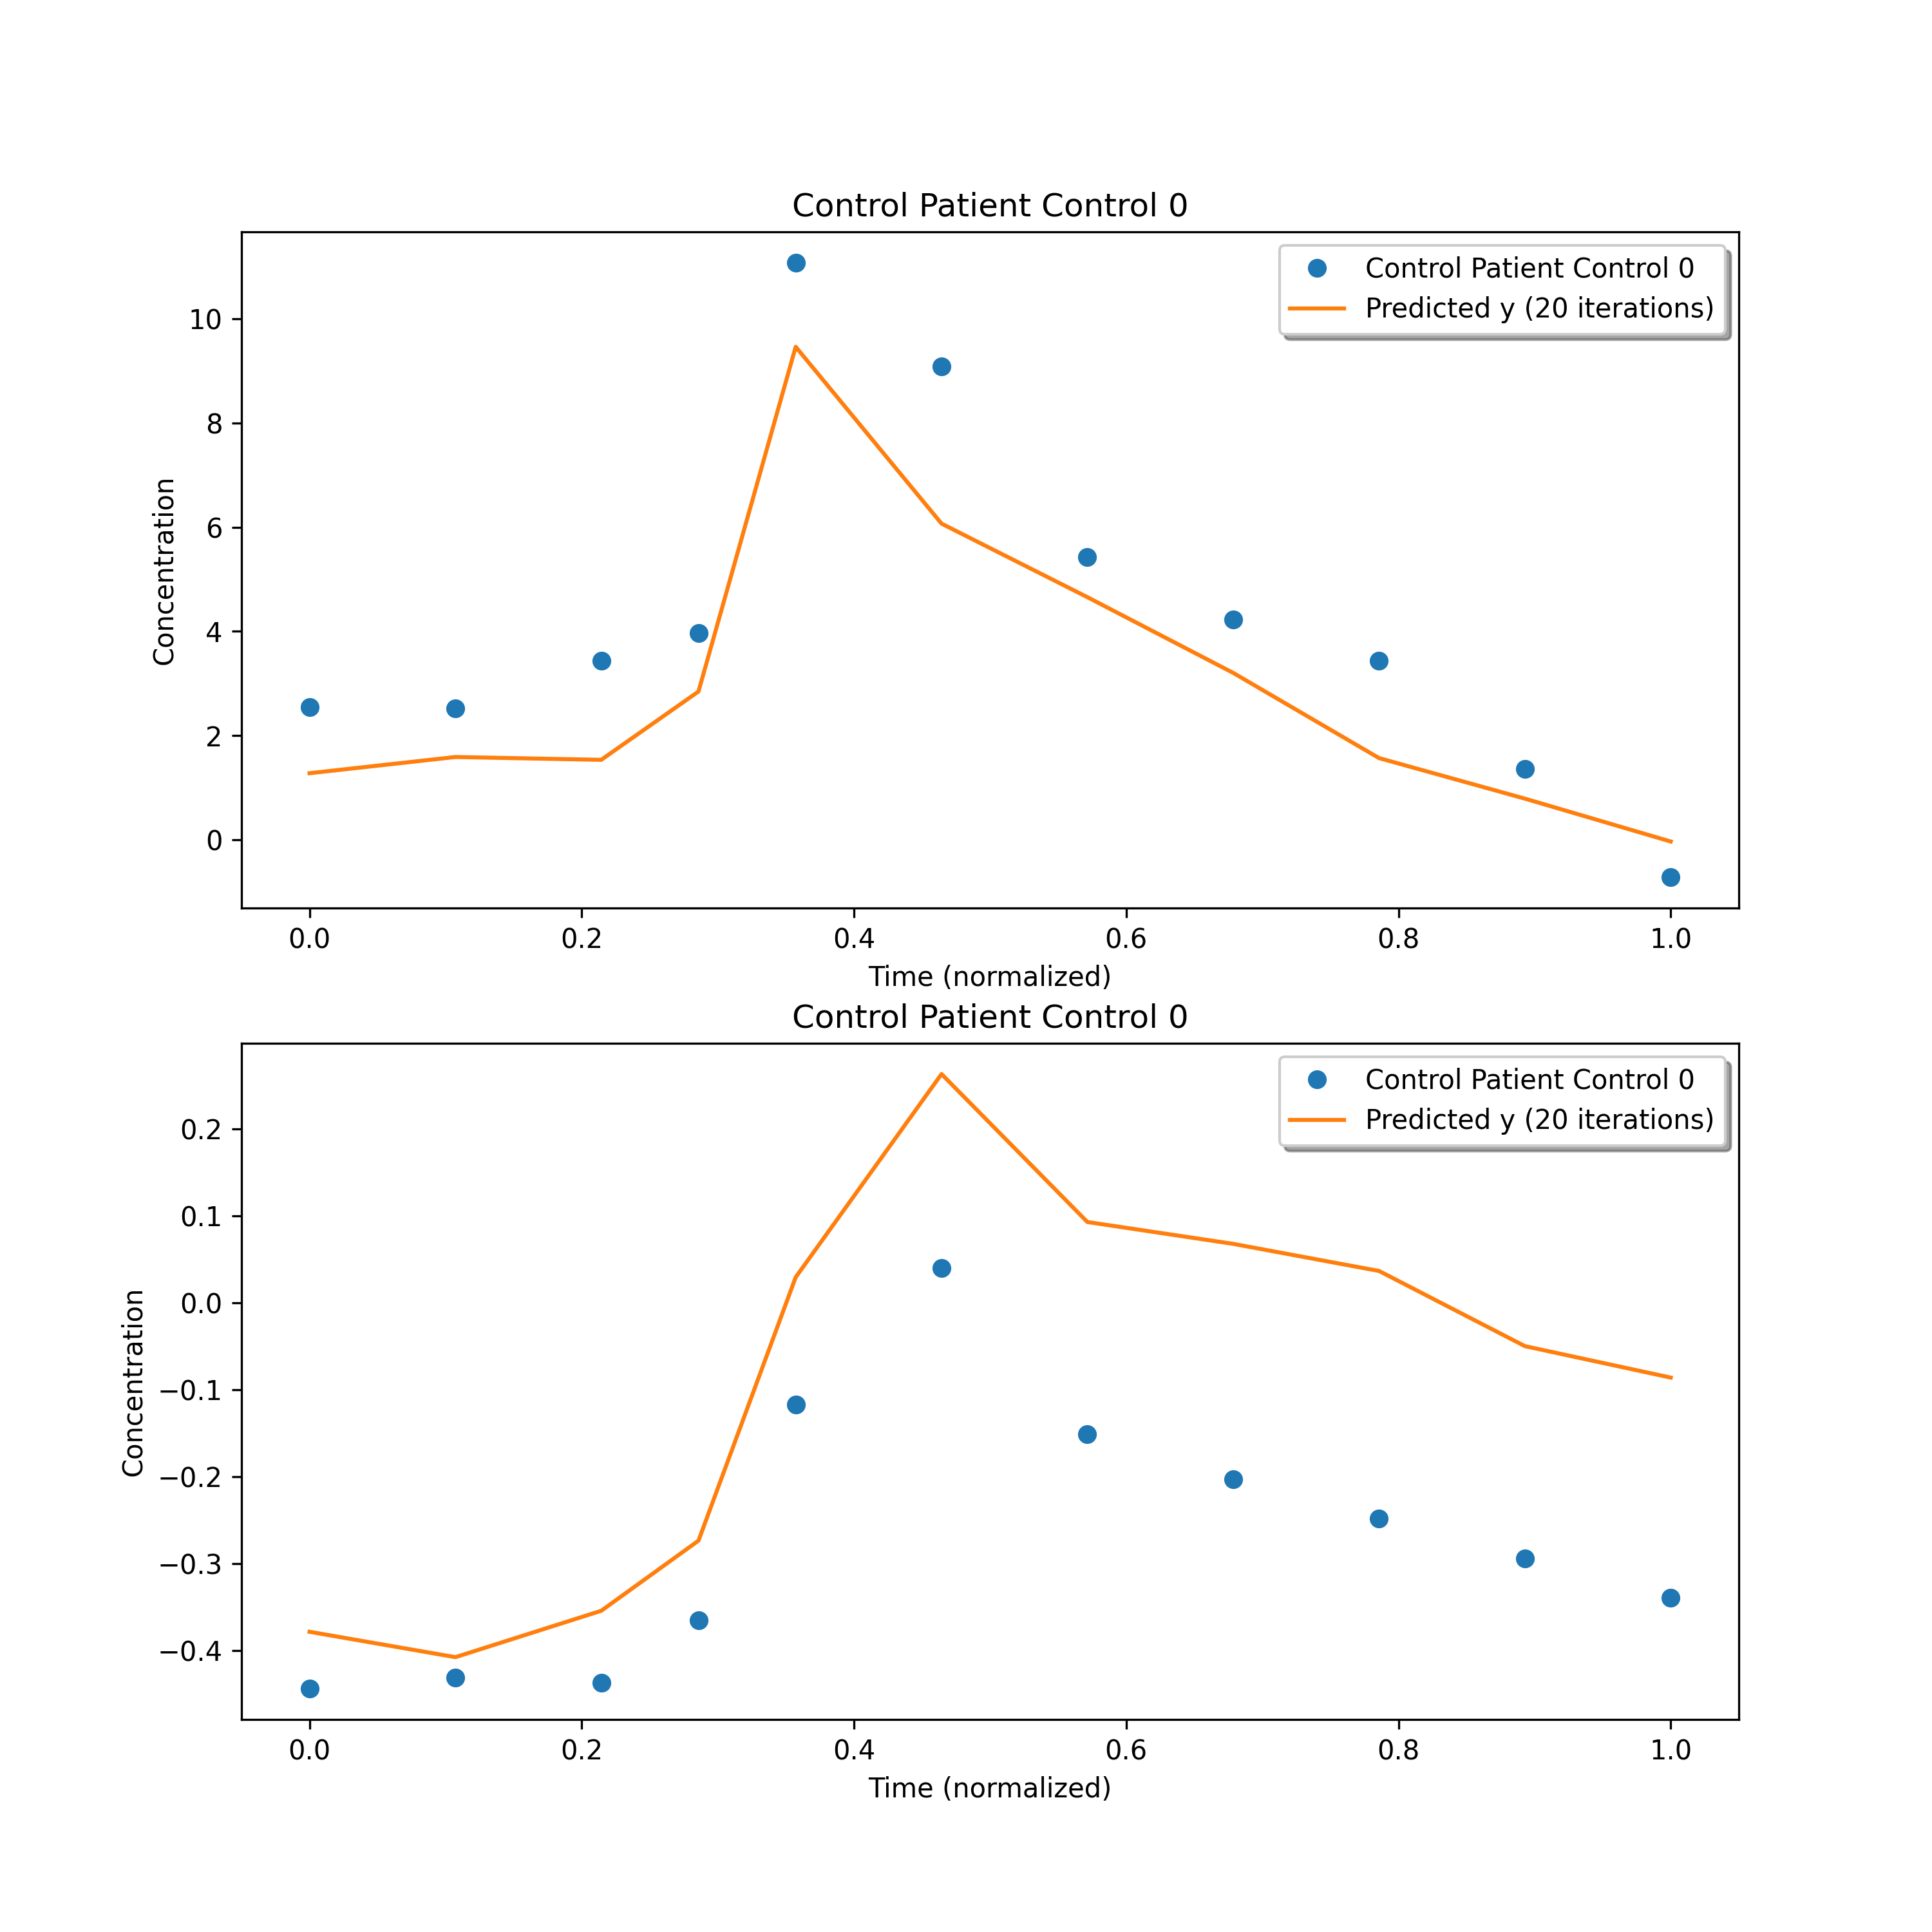 Control Patient Control 0
Control Patient Control 0
Predicted y (20 iterations)
10
8
6
4
2
0
Concentration
0.0 0.2 0.4 0.6 0.8 1.0
Time (normalized)
Control Patient Control 0
Control Patient Control 0
Predicted y (20 iterations)
0.2
0.1
0.0
−0.1
−0.2
−0.3
−0.4
Concentration
0.0 0.2 0.4 0.6 0.8 1.0
Time (normalized)